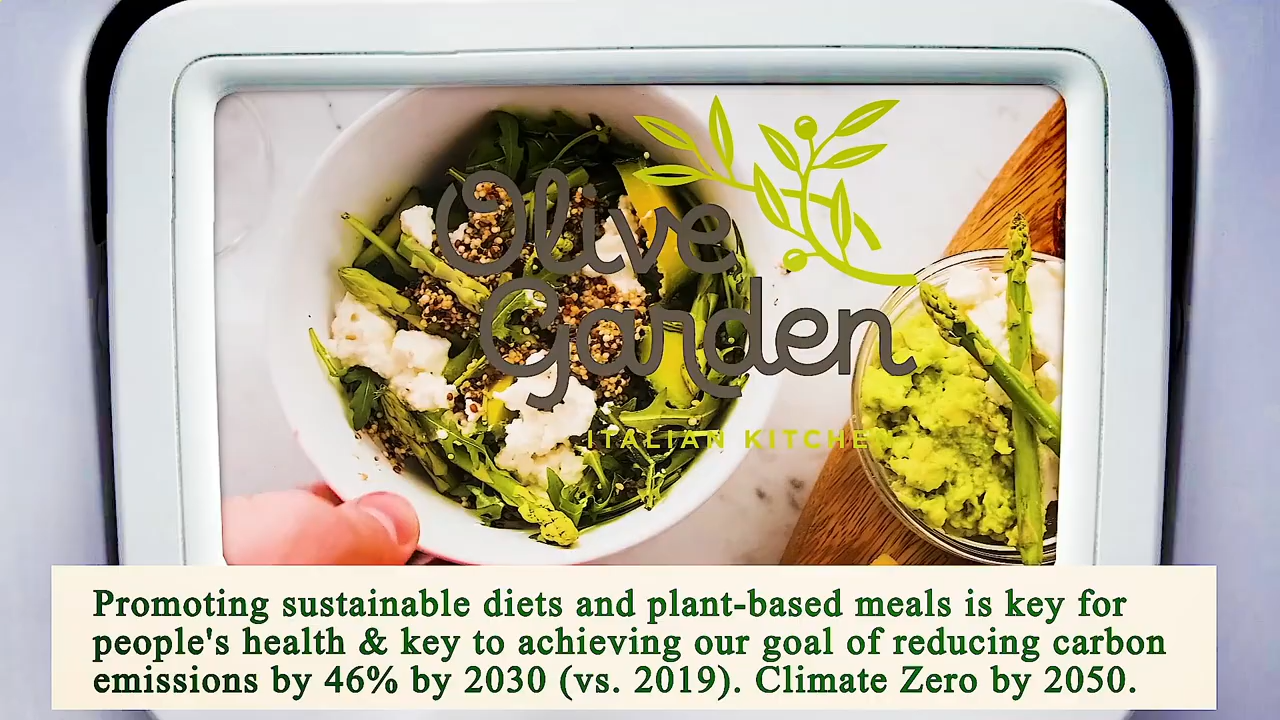 Olive
Garden
ITALIAN KITCHEN
Promoting sustainable diets and plant-based meals is key for
people's health & key to achieving our goal of reducing carbon
emissions by 46% by 2030 (vs. 2019). Climate Zero by 2050.